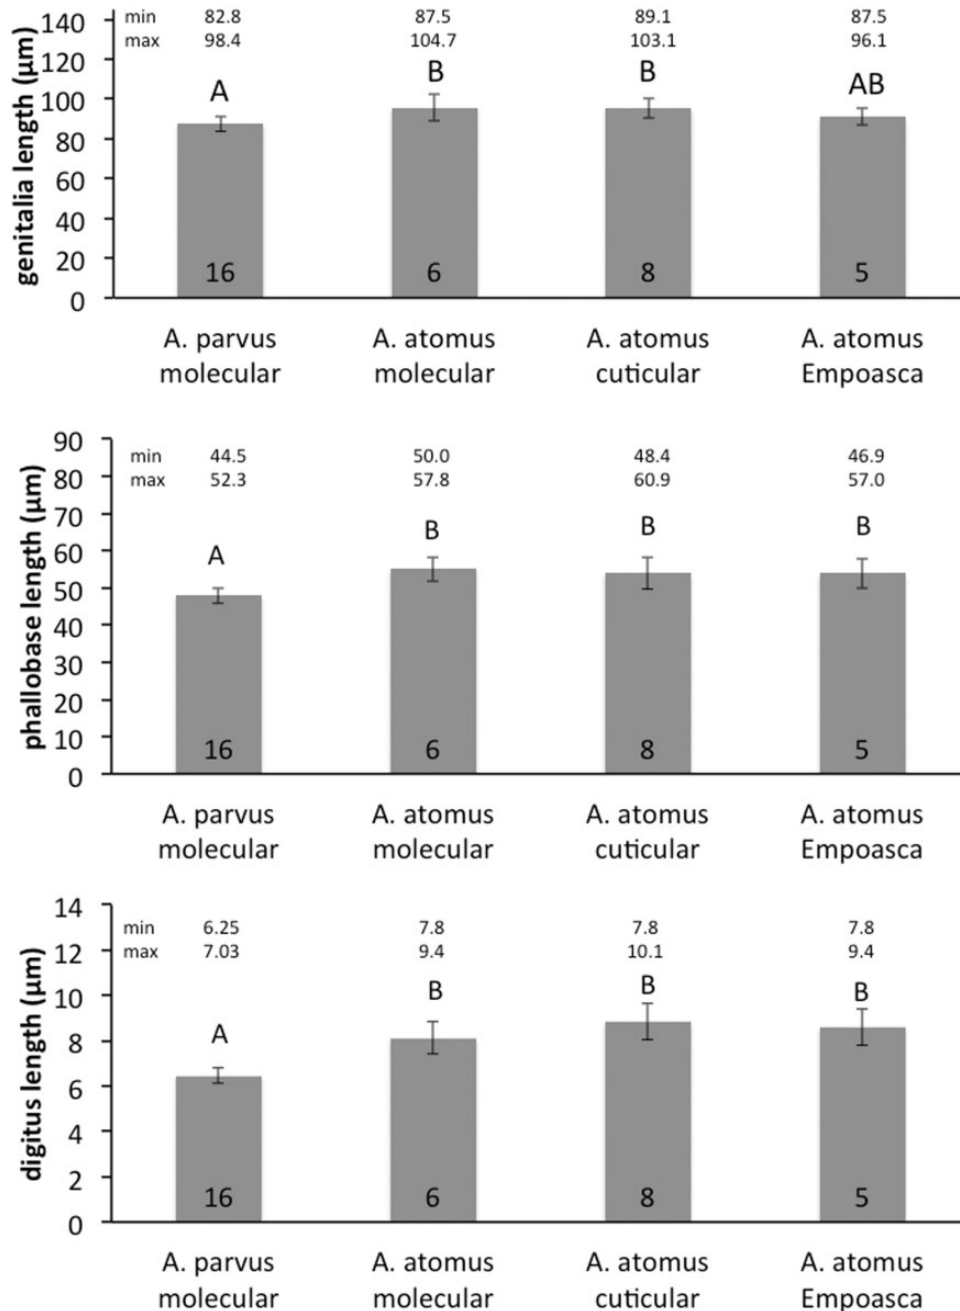 genitalia length (μm)
140
120
100
80
60
40
20
0
min 82.8 87.5 89.1 87.5
max 98.4 104.7 103.1 96.1
A B B AB
16 6 8 5
A. parvus A. atomus A. atomus A. atomus
molecular molecular cuticular Empoasca
phallobase length (μm)
90
80
70
60
50
40
30
20
10
0
min 44.5 50.0 48.4 46.9
max 52.3 57.8 60.9 57.0
A B B B
16 6 8 5
A. parvus A. atomus A. atomus A. atomus
molecular molecular cuticular Empoasca
digitus length (μm)
14
12
10
8
6
4
2
0
min 6.25 7.8 7.8 7.8
max 7.03 9.4 10.1 9.4
A B B B
16 6 8 5
A. parvus A. atomus A. atomus A. atomus
molecular molecular cuticular Empoasca